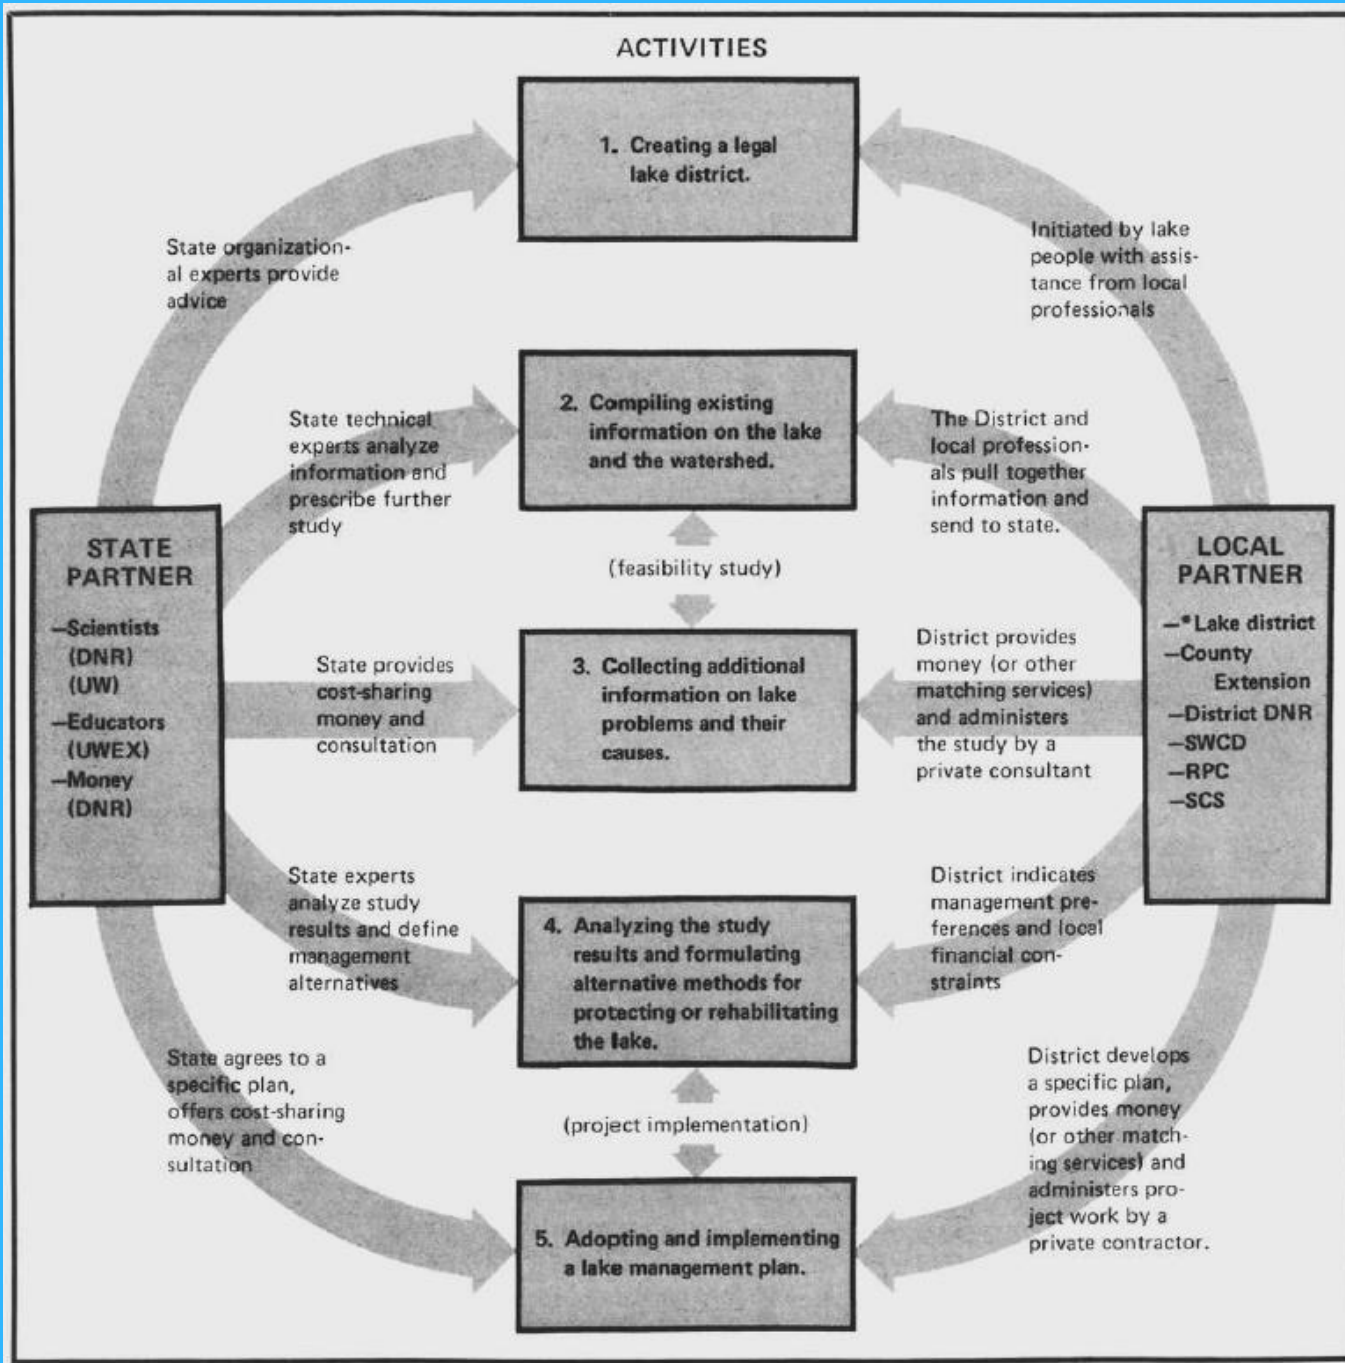 ACTIVITIES
1. Creating a legal
lake district.
State organization-
al experts provide
advice
Initiated by lake
people with assis-
tance from local
professionals
2. Compiling existing
information on the lake
and the watershed.
State technical
experts analyze
information and
prescribe further
study
The District and
local profession-
als pull together
information and
send to state.
(feasibility study)
STATE
PARTNER
—Scientists
(DNR)
(UW)
—Educators
(UWEX)
—Money
(DNR)
LOCAL
PARTNER
—*Lake district
—County
Extension
—District DNR
—SWCD
—RPC
—SCS
State provides
cost-sharing
money and
consultation
3. Collecting additional
information on lake
problems and their
causes.
District provides
money (or other
matching services)
and administers
the study by a
private consultant
State experts
analyze study
results and define
management
alternatives
4. Analyzing the study
results and formulating
alternative methods for
protecting or rehabilitating
the lake.
District indicates
management pre-
ferences and local
financial con-
straints
(project implementation)
State agrees to a
specific plan,
offers cost-sharing
money and con-
sultation
5. Adopting and implementing
a lake management plan.
District develops
a specific plan,
provides money
(or other match-
ing services) and
administers pro-
ject work by a
private contractor.